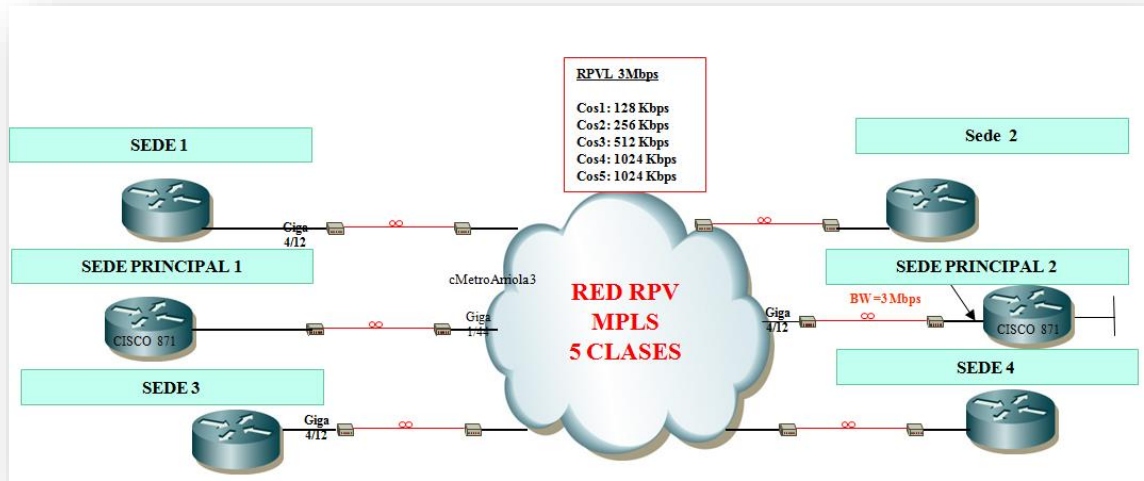 RPVL 3Mbps
Cos1: 128 Kbps
Cos2: 256 Kbps
Cos3: 512 Kbps
Cos4: 1024 Kbps
Cos5: 1024 Kbps
SEDE 1
Sede 2
Giga
4/12
SEDE PRINCIPAL 1
cMetroArriola3
SEDE PRINCIPAL 2
RED RPV
MPLS
5 CLASES
BW =3 Mbps
Giga
1/44
CISCO 871
Giga
4/12
CISCO 871
SEDE 3
SEDE 4
Giga
4/12